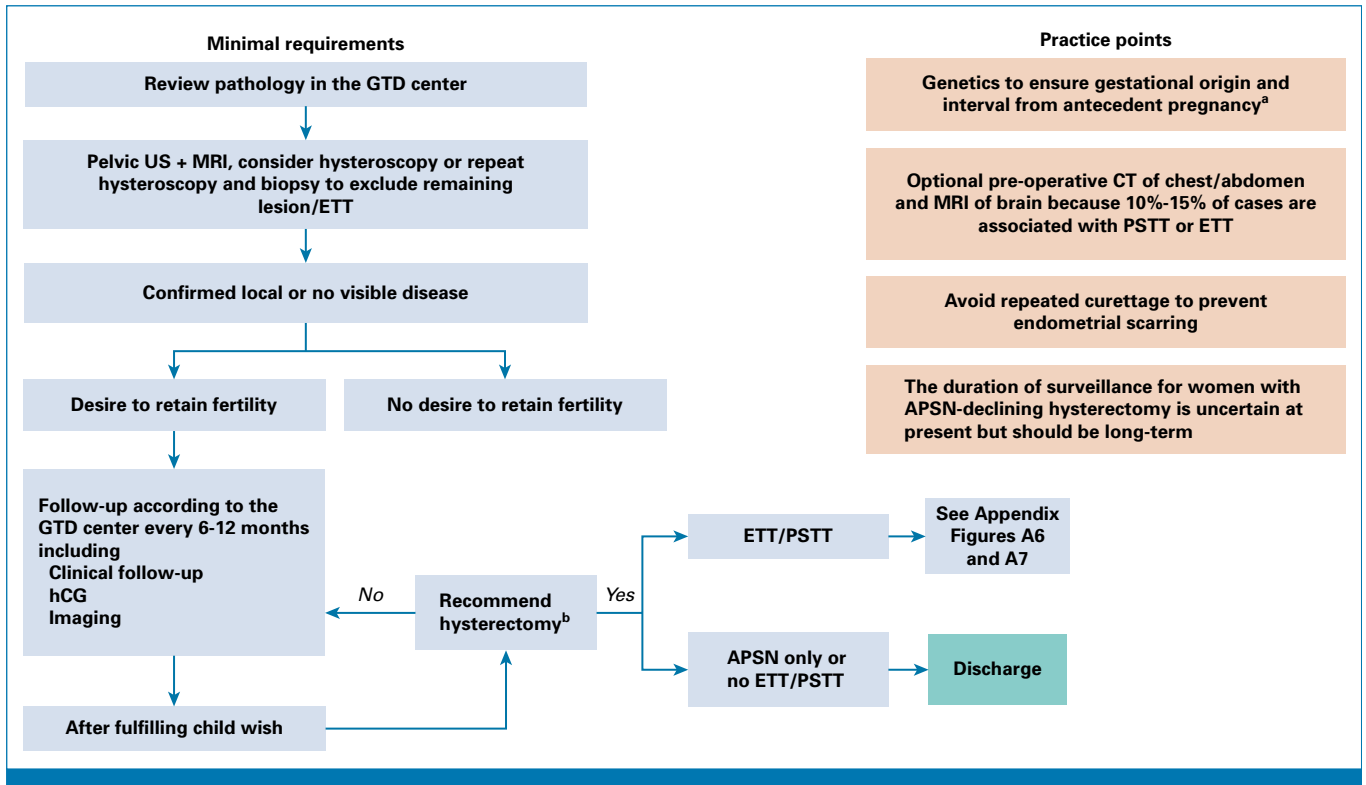 Minimal requirements
Review pathology in the GTD center
Pelvic US + MRI, consider hysteroscopy or repeat
hysteroscopy and biopsy to exclude remaining
lesion/ETT
Confirmed local or no visible disease
Desire to retain fertility
No desire to retain fertility
Follow-up according to the
GTD center every 6-12 months
including
Clinical follow-up
hCG
Imaging
After fulfilling child wish
No
Recommend
hysterectomyᵇ
Yes
ETT/PSTT
See Appendix
Figures A6
and A7
APSN only or
no ETT/PSTT
Discharge
Practice points
Genetics to ensure gestational origin and
interval from antecedent pregnancyᵃ
Optional pre-operative CT of chest/abdomen
and MRI of brain because 10%-15% of cases are
associated with PSTT or ETT
Avoid repeated curettage to prevent
endometrial scarring
The duration of surveillance for women with
APSN-declining hysterectomy is uncertain at
present but should be long-term